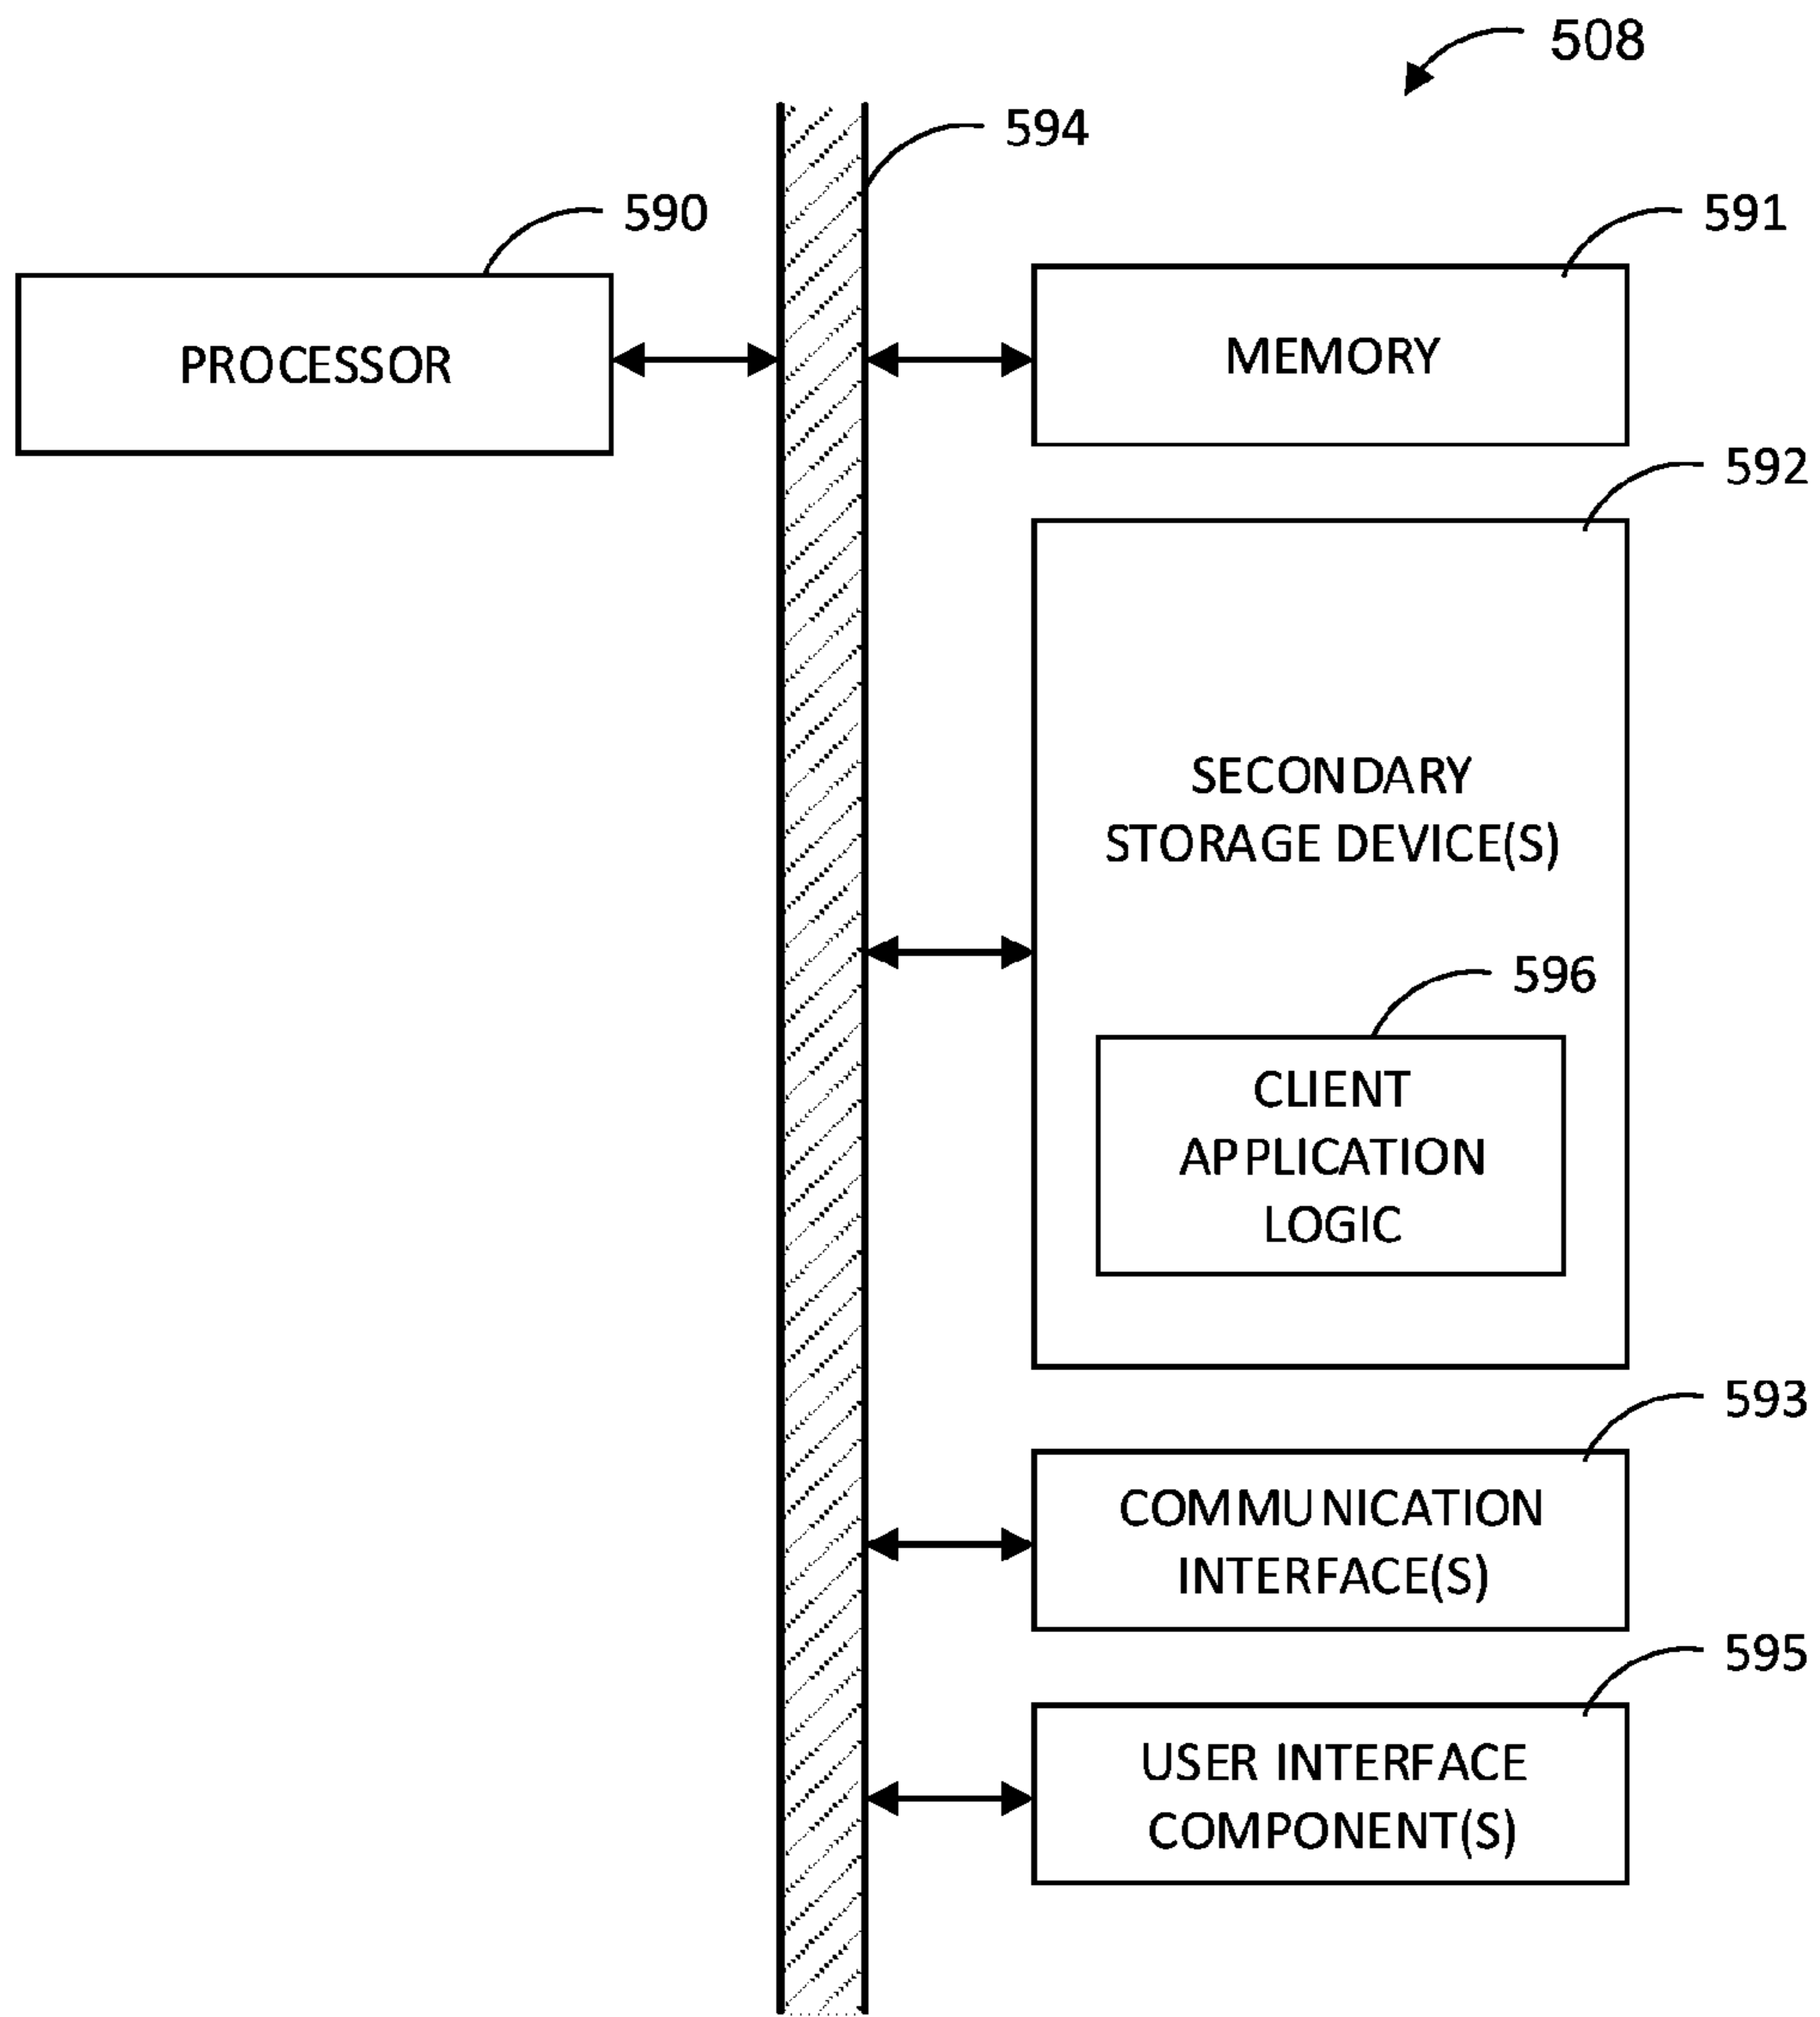 508
594
590
591
PROCESSOR
MEMORY
592
SECONDARY
STORAGE DEVICE(S)
596
CLIENT
APPLICATION
LOGIC
593
COMMUNICATION
INTERFACE(S)
595
USER INTERFACE
COMPONENT(S)